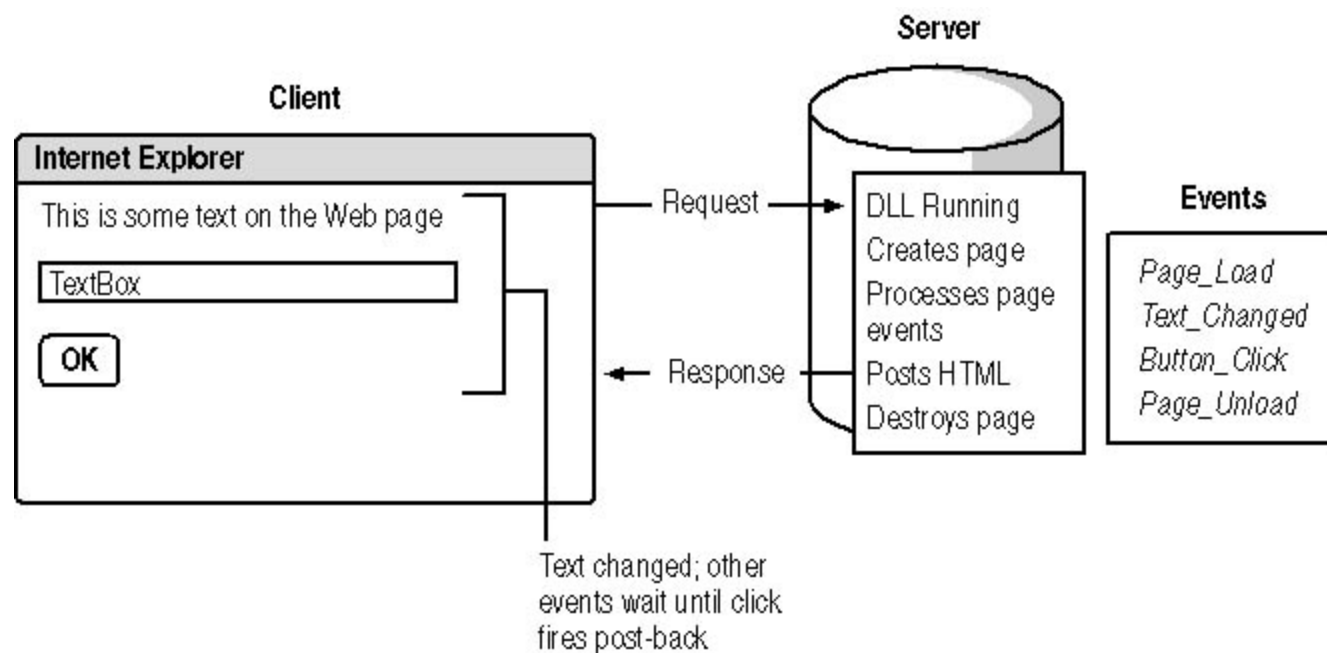 Client
Internet Explorer
This is some text on the Web page
TextBox
OK
Text changed; other
events wait until click
fires post-back
Request
Response
Server
DLL Running
Creates page
Processes page
events
Posts HTML
Destroys page
Events
Page_Load
Text_Changed
Button_Click
Page_Unload